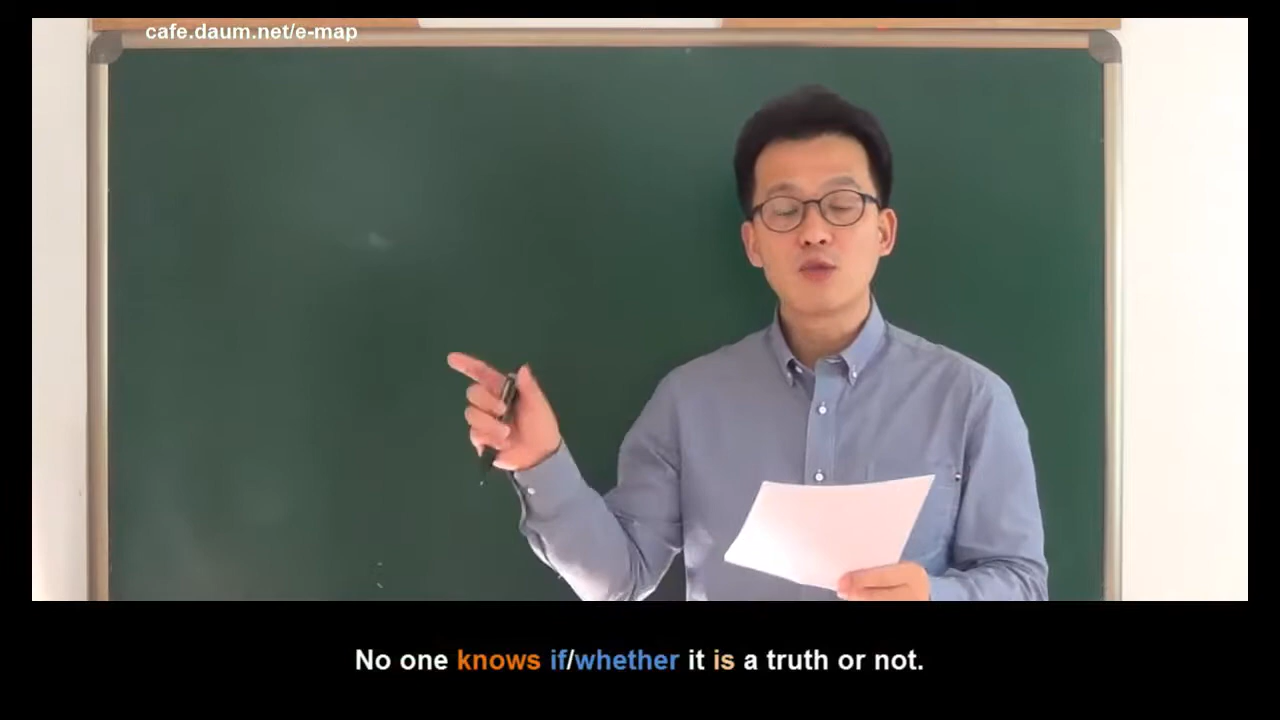 cafe.daum.net/e-map
No one knows if/whether it is a truth or not.